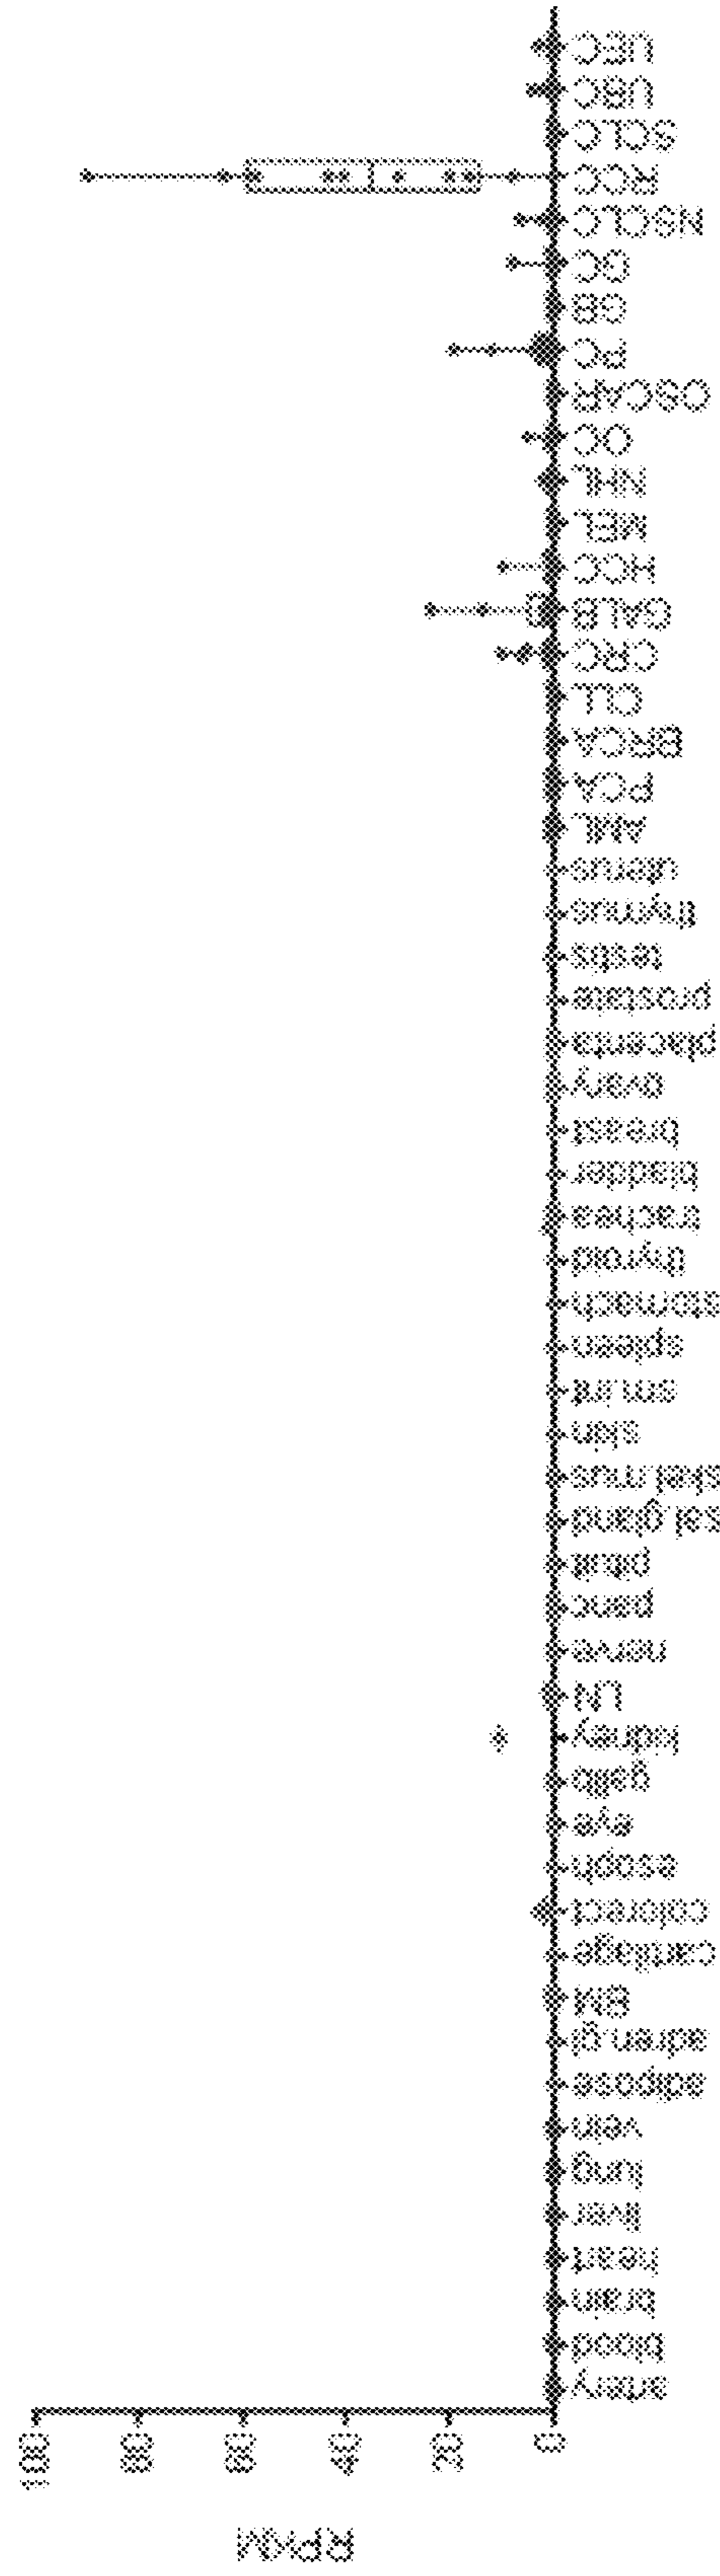 RPKM
100
80
60
40
20
0
artery
blood
brain
heart
liver
lung
vein
adipose
adren.gl
BM
cartilage
colorect
esoph
eye
gallb
kidney
LN
nerve
panc
pituit
sal.gland
skel.mus
skin
sm.int
spleen
stomach
thyroid
trachea
bladder
breast
ovary
placenta
prostate
testis
thymus
uterus
AML
PCA
BRCA
CLL
CRC
GALB
HCC
MEL
NHL
OC
OSCAR
PC
GB
GC
NSCLC
RCC
SCLC
UBC
UEC